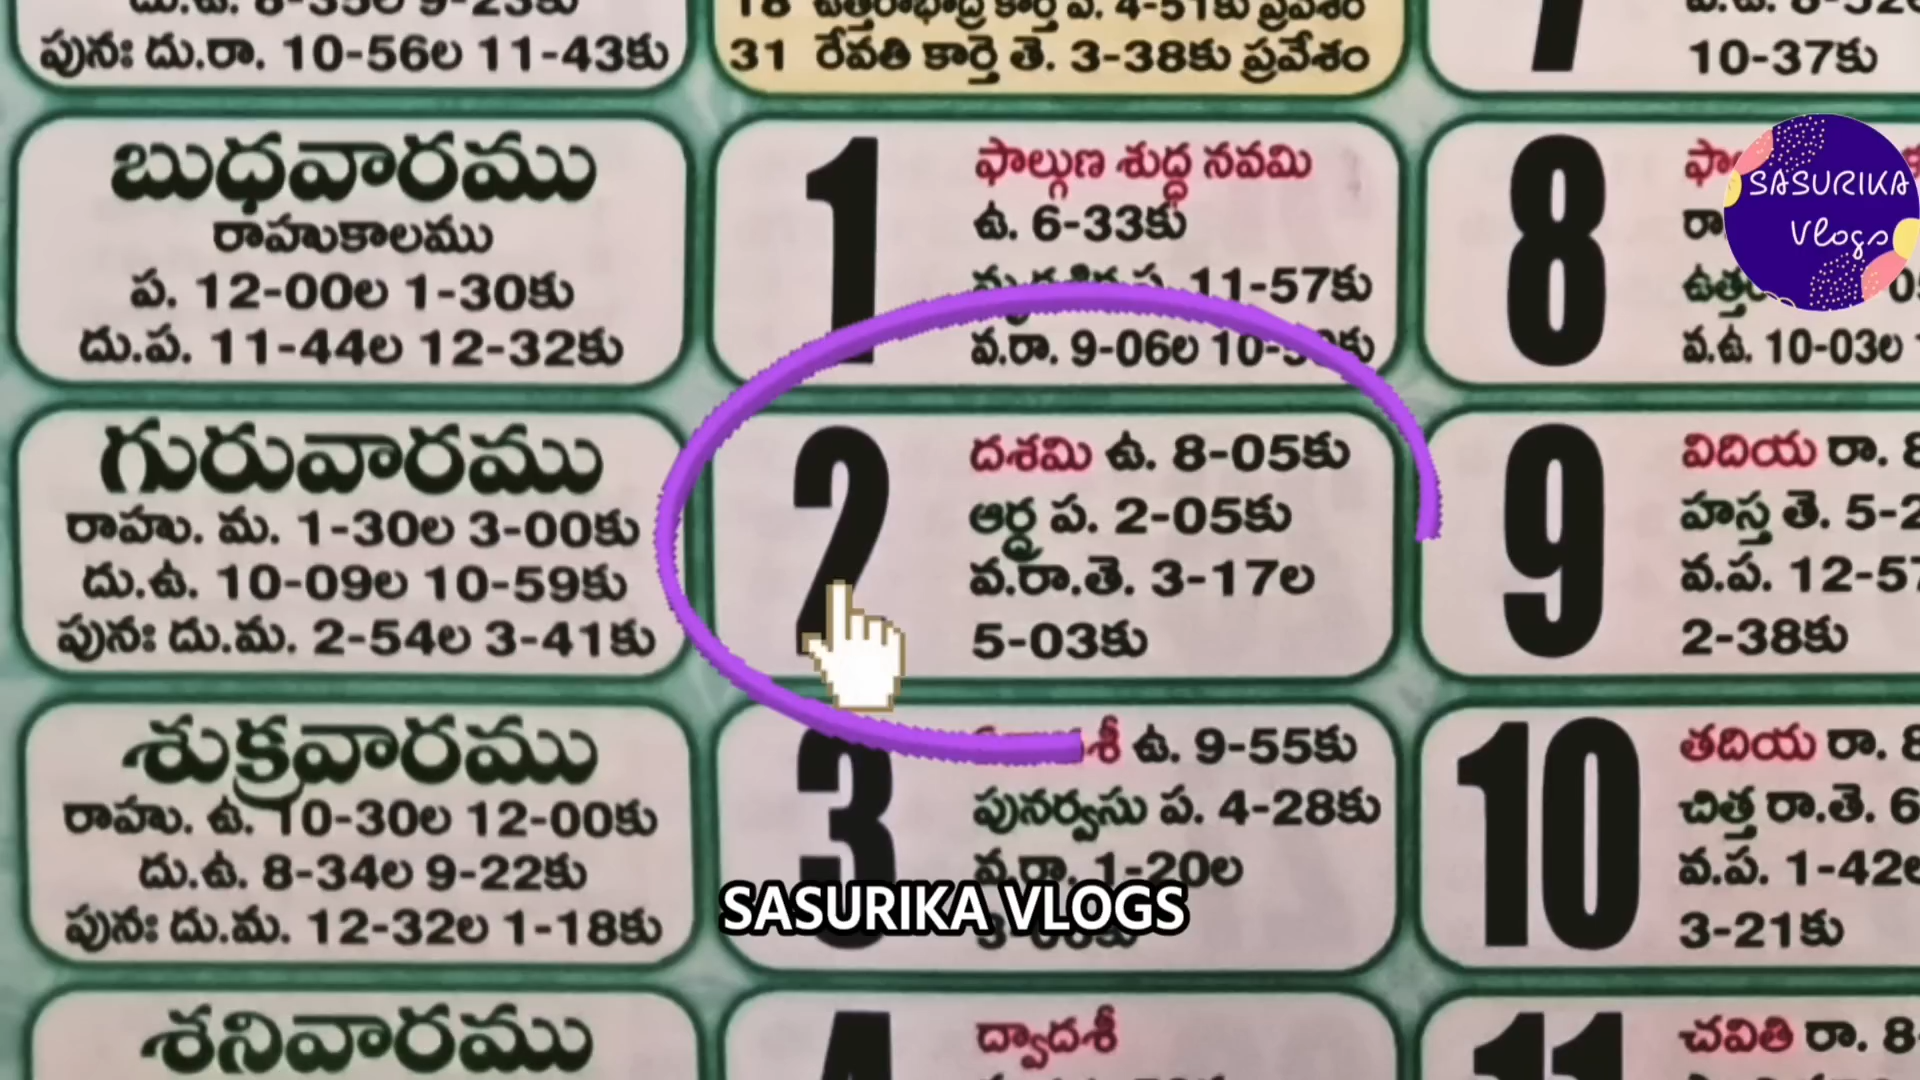 పునః దు.రా. 10-56ల 11-43కు
బుధవారము
రాహుకాలము
ప. 12-00ల 1-30కు
దు.ప. 11-44ల 12-32కు
గురువారము
రాహు. మ. 1-30ల 3-00కు
దు.ఉ. 10-09ల 10-59కు
పునః దు.మ. 2-54ల 3-41కు
శుక్రవారము
రాహు. ఉ. 10-30ల 12-00కు
దు.ఉ. 8-34ల 9-22కు
పునః దు.మ. 12-32ల 1-18కు
శనివారము
31 రేవతి కార్తె తె. 3-38కు ప్రవేశం
1
ఫాల్గుణ శుద్ధ నవమి
ఉ. 6-33కు
11-57కు
వ.రా. 9-06ల
2
దశమి ఉ. 8-05కు
ఆర్ద్ర ప. 2-05కు
వ.రా.తె. 3-17ల
5-03కు
3
ఉ. 9-55కు
పునర్వసు ప. 4-28కు
వ.రా. 1-20ల
4
ద్వాదశీ
7
10-37కు
8
వ.ఉ. 10-03ల
9
విదియ రా.
హస్త తె.
వ.ప.
2-38కు
10
తదియ రా.
చిత్త రా.తె.
వ.ప. 1-42ల
3-21కు
11
చవితి రా.
SASURIKA
Vlogs
SASURIKA VLOGS